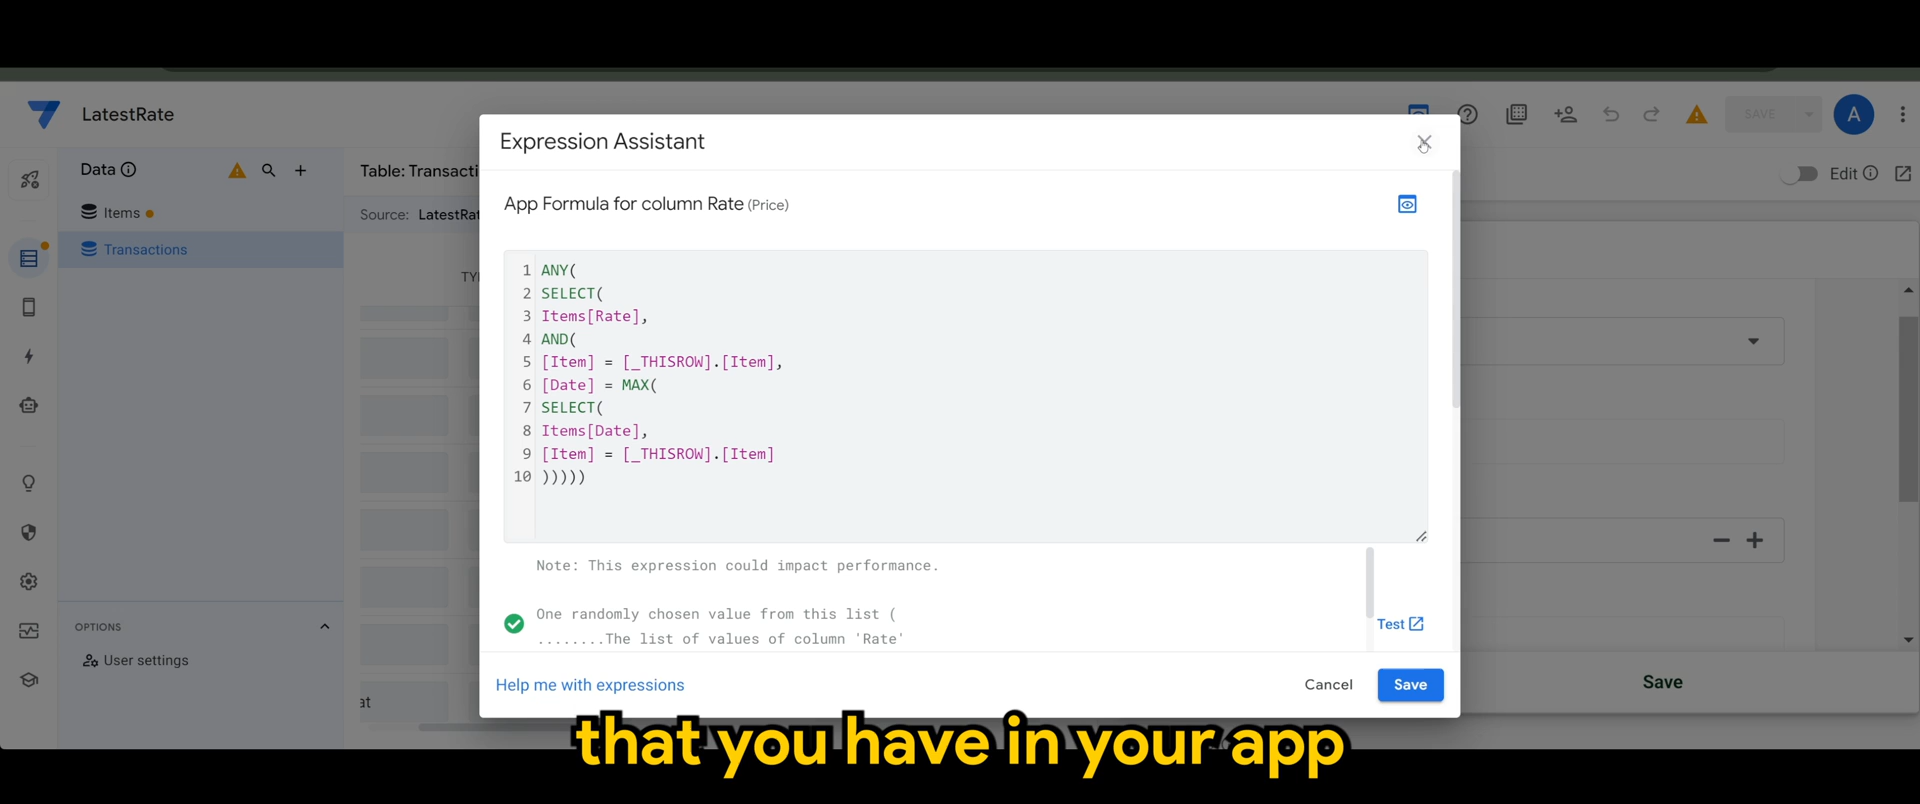 LatestRate
SAVE
A
Data
Items
Transactions
OPTIONS
User settings
Table: Transacti
Source: LatestRat
TY
at
Expression Assistant
App Formula for column Rate (Price)
1 ANY(
2 SELECT(
3 Items[Rate],
4 AND(
5 [Item] = [_THISROW].[Item],
6 [Date] = MAX(
7 SELECT(
8 Items[Date],
9 [Item] = [_THISROW].[Item]
10 )))))
Note: This expression could impact performance.
One randomly chosen value from this list (
........The list of values of column 'Rate'
Test
Help me with expressions
Cancel
Save
Edit
Save
that you have in your app